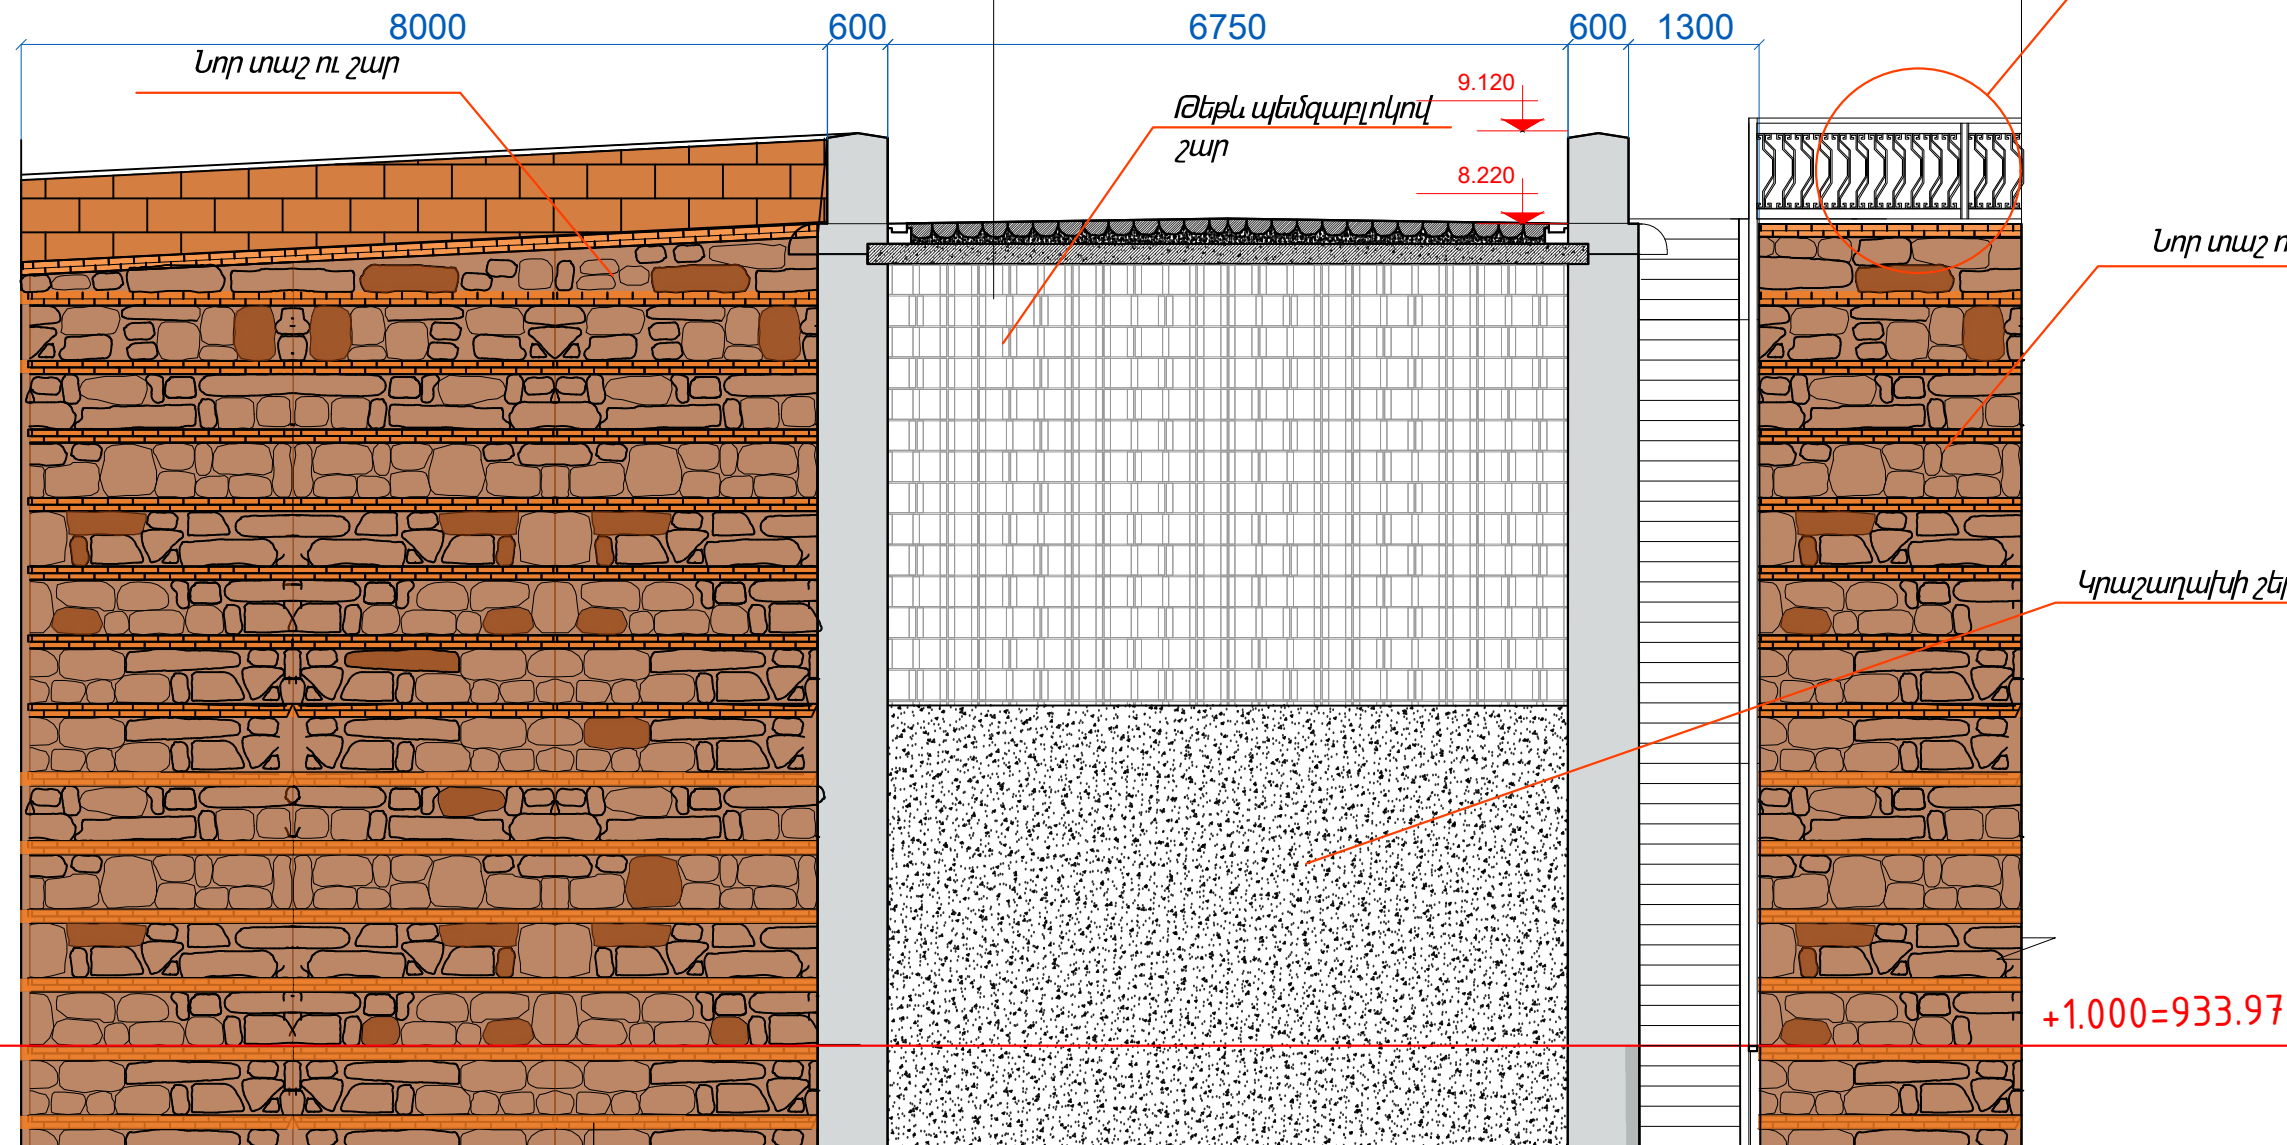 8000 600 6750 600 1300
Նոր տաշ ու շար
9.120
Թեթև պեմզաբլոկով
շար
8.220
Նոր տաշ ո
Կրաշաղախի շեր
+1.000=933.97